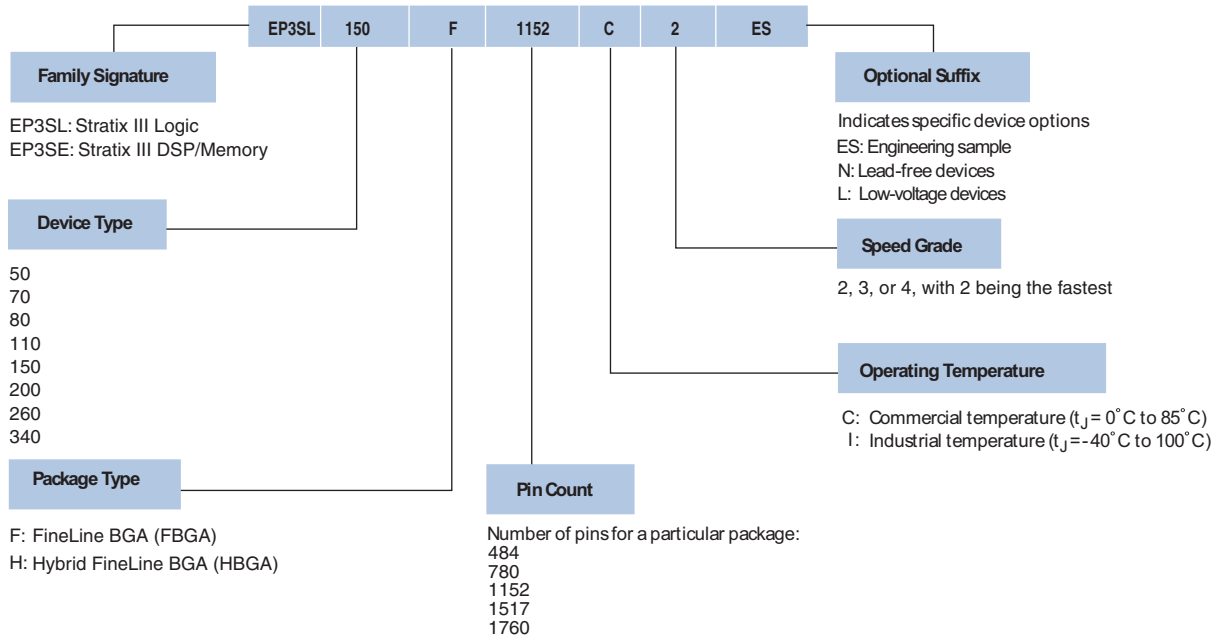 EP3SL 150 F 1152 C 2 ES
Family Signature
EP3SL: Stratix III Logic
EP3SE: Stratix III DSP/Memory
Device Type
50
70
80
110
150
200
260
340
Package Type
F: FineLine BGA (FBGA)
H: Hybrid FineLine BGA (HBGA)
Pin Count
Number of pins for a particular package:
484
780
1152
1517
1760
Optional Suffix
Indicates specific device options
ES: Engineering sample
N: Lead-free devices
L: Low-voltage devices
Speed Grade
2, 3, or 4, with 2 being the fastest
Operating Temperature
C: Commercial temperature (tJ = 0°C to 85°C)
I: Industrial temperature (tJ = -40°C to 100°C)